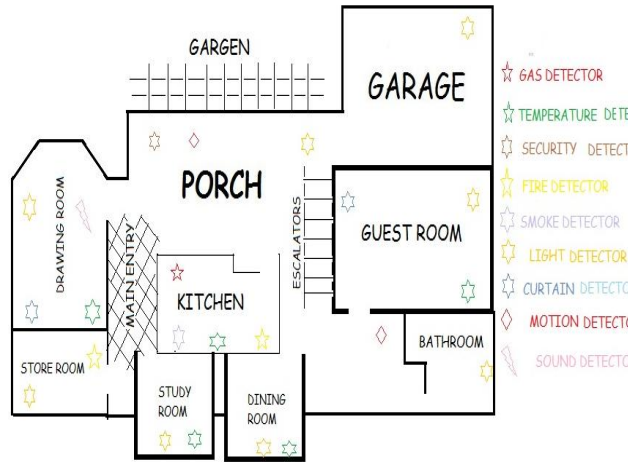 GARGEN
GARAGE
GAS DETECTOR
TEMPERATURE DETE
SECURITY DETEC
FIRE DETECTOR
SMOKE DETECTOR
LIGHT DETECTOR
CURTAIN DETECTO
MOTION DETECTO
SOUND DETECTO
PORCH
DRAWING ROOM
MAIN ENTRY
ESCALATORS
GUEST ROOM
KITCHEN
BATHROOM
STORE ROOM
STUDY
ROOM
DINING
ROOM